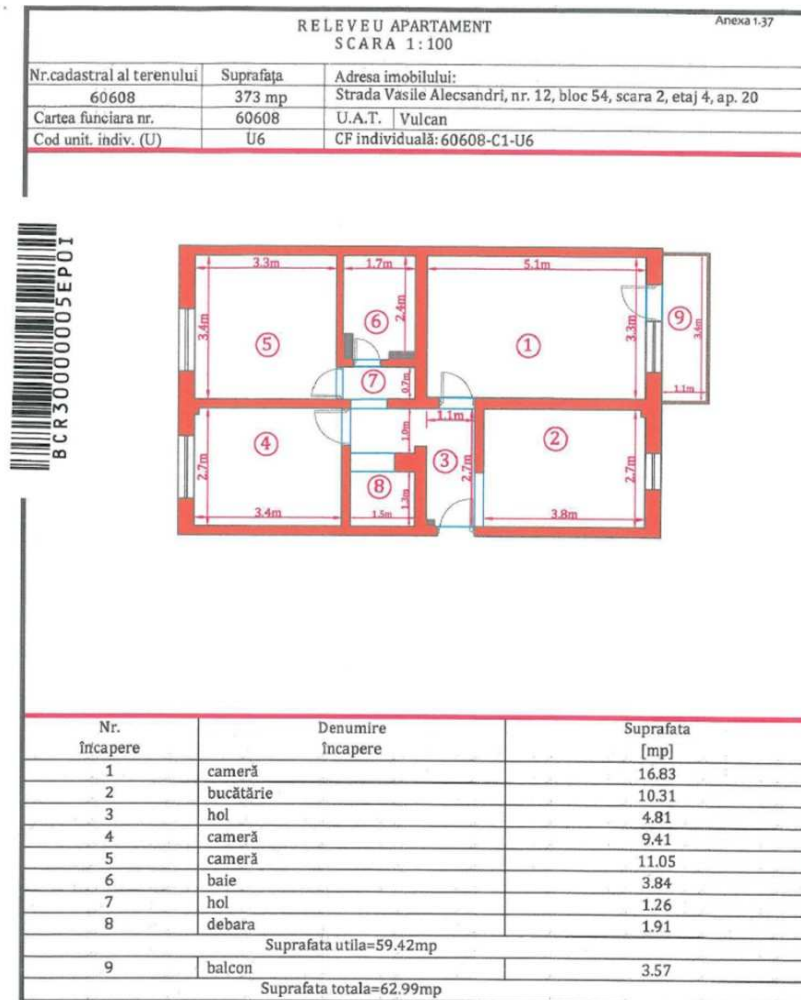 Anexa 1.37
RELEVEU APARTAMENT
SCARA 1:100
Nr.cadastral al terenului Suprafața Adresa imobilului:
60608 373 mp Strada Vasile Alecsandri, nr. 12, bloc 54, scara 2, etaj 4, ap. 20
Cartea funciara nr. 60608 U.A.T. Vulcan
Cod unit. indiv. (U) U6 CF individuală: 60608-C1-U6
BCR30000005EPOI
3.3m 1.7m 5.1m
3.4m 5 6 2.4m 1 3.3m 9 3.4m
7 0.7m 1.1m
4 1.0m 1.1m 2
2.7m 3 2.7m 2.7m
8 1.3m
3.4m 1.5m 3.8m
Nr. Denumire Suprafata
încapere încapere [mp]
1 cameră 16.83
2 bucătărie 10.31
3 hol 4.81
4 cameră 9.41
5 cameră 11.05
6 baie 3.84
7 hol 1.26
8 debara 1.91
Suprafata utila=59.42mp
9 balcon 3.57
Suprafata totala=62.99mp